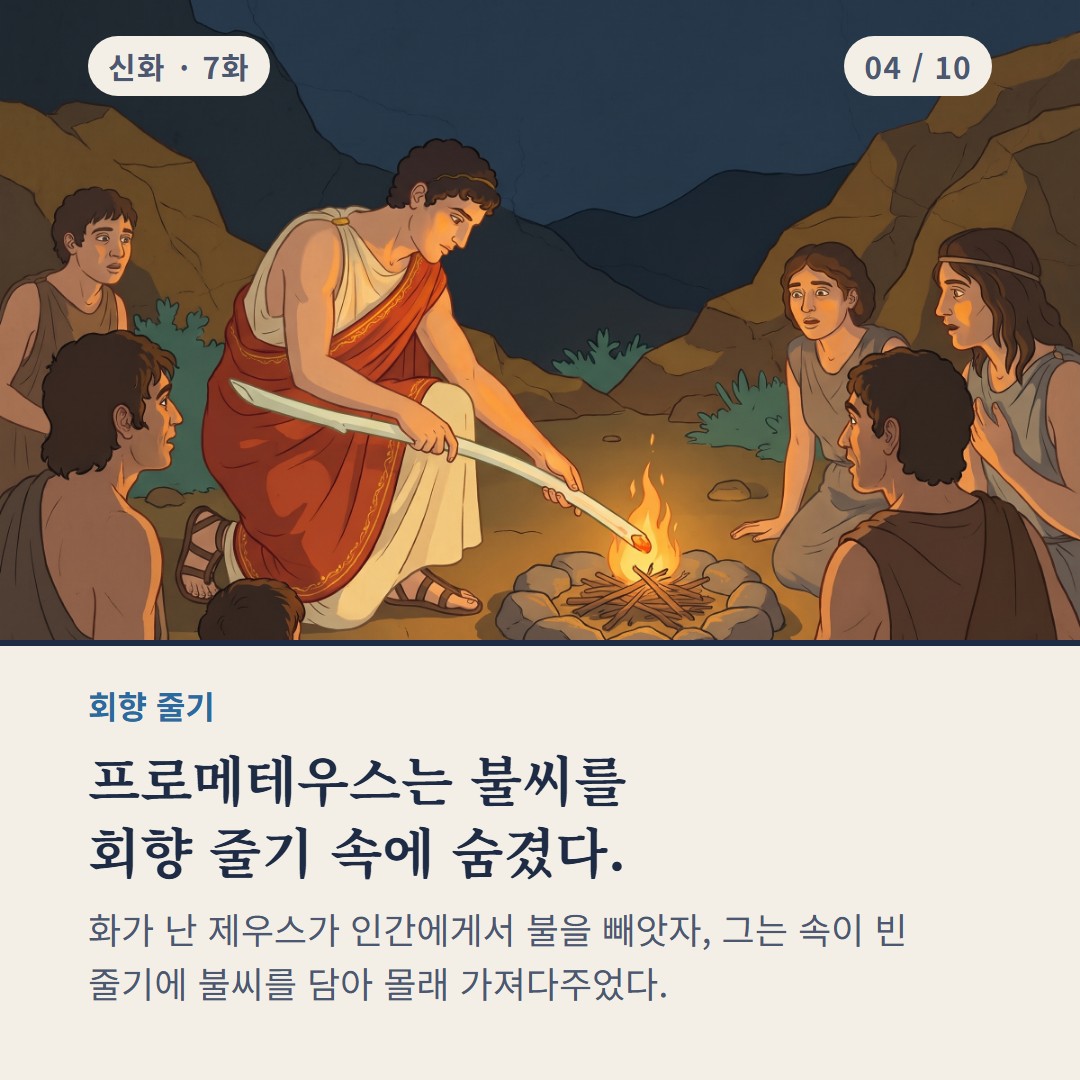 신화 · 7화
04 / 10
회향 줄기
프로메테우스는 불씨를
회향 줄기 속에 숨겼다.
화가 난 제우스가 인간에게서 불을 빼앗자, 그는 속이 빈
줄기에 불씨를 담아 몰래 가져다주었다.